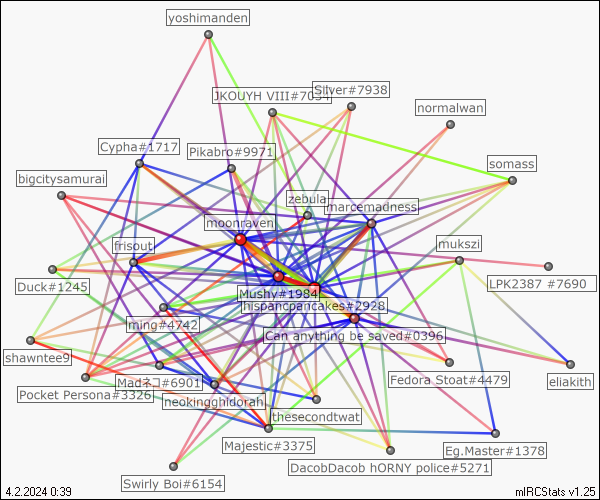 yoshimanden
JKOUYH VIII#7034
Silver#7938
normalwan
Cypha#1717
Pikabro#9971
somass
bigcitysamurai
zebula
marcemadness
moonraven
frisout
mukszi
Duck#1245
Mushy#1984
LPK2387 #7690
hispancpancakes#2928
ming#4742
Can anything be saved#0396
shawntee9
Madネコ#6901
Fedora Stoat#4479
eliakith
Pocket Persona#3326
neokingghidorah
thesecondtwat
Majestic#3375
Eg.Master#1378
DacobDacob hORNY police#5271
Swirly Boi#6154
4.2.2024 0:39
mIRCStats v1.25